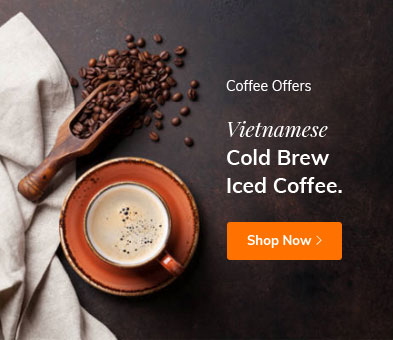 Coffee Offers
Vietnamese
Cold Brew
Iced Coffee.
Shop Now >